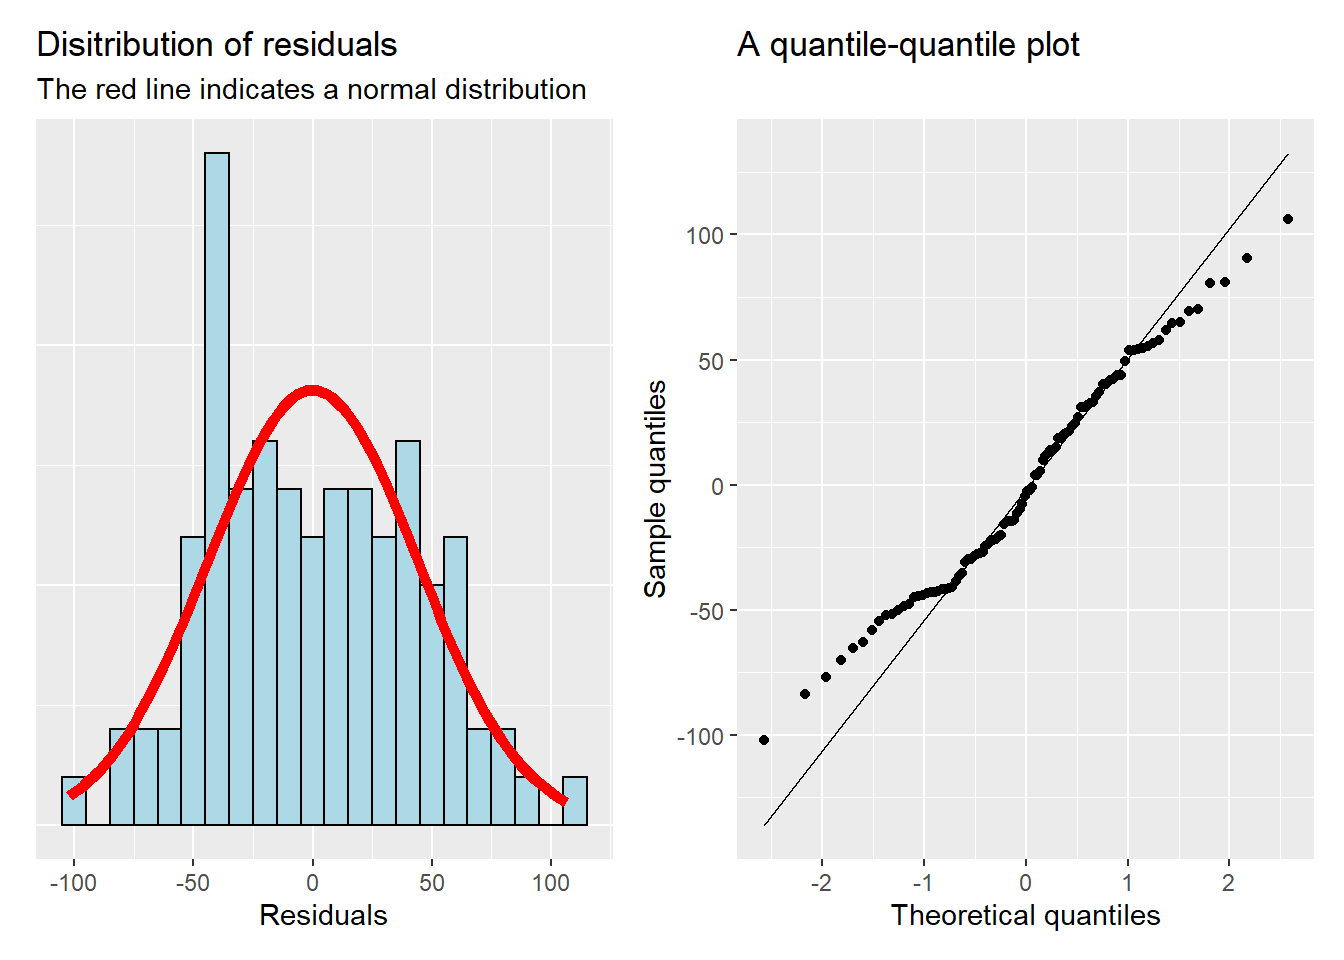 Disitribution of residuals
The red line indicates a normal distribution
-100 -50 0 50 100
Residuals
A quantile-quantile plot
Sample quantiles
100
50
0
-50
-100
-2 -1 0 1 2
Theoretical quantiles